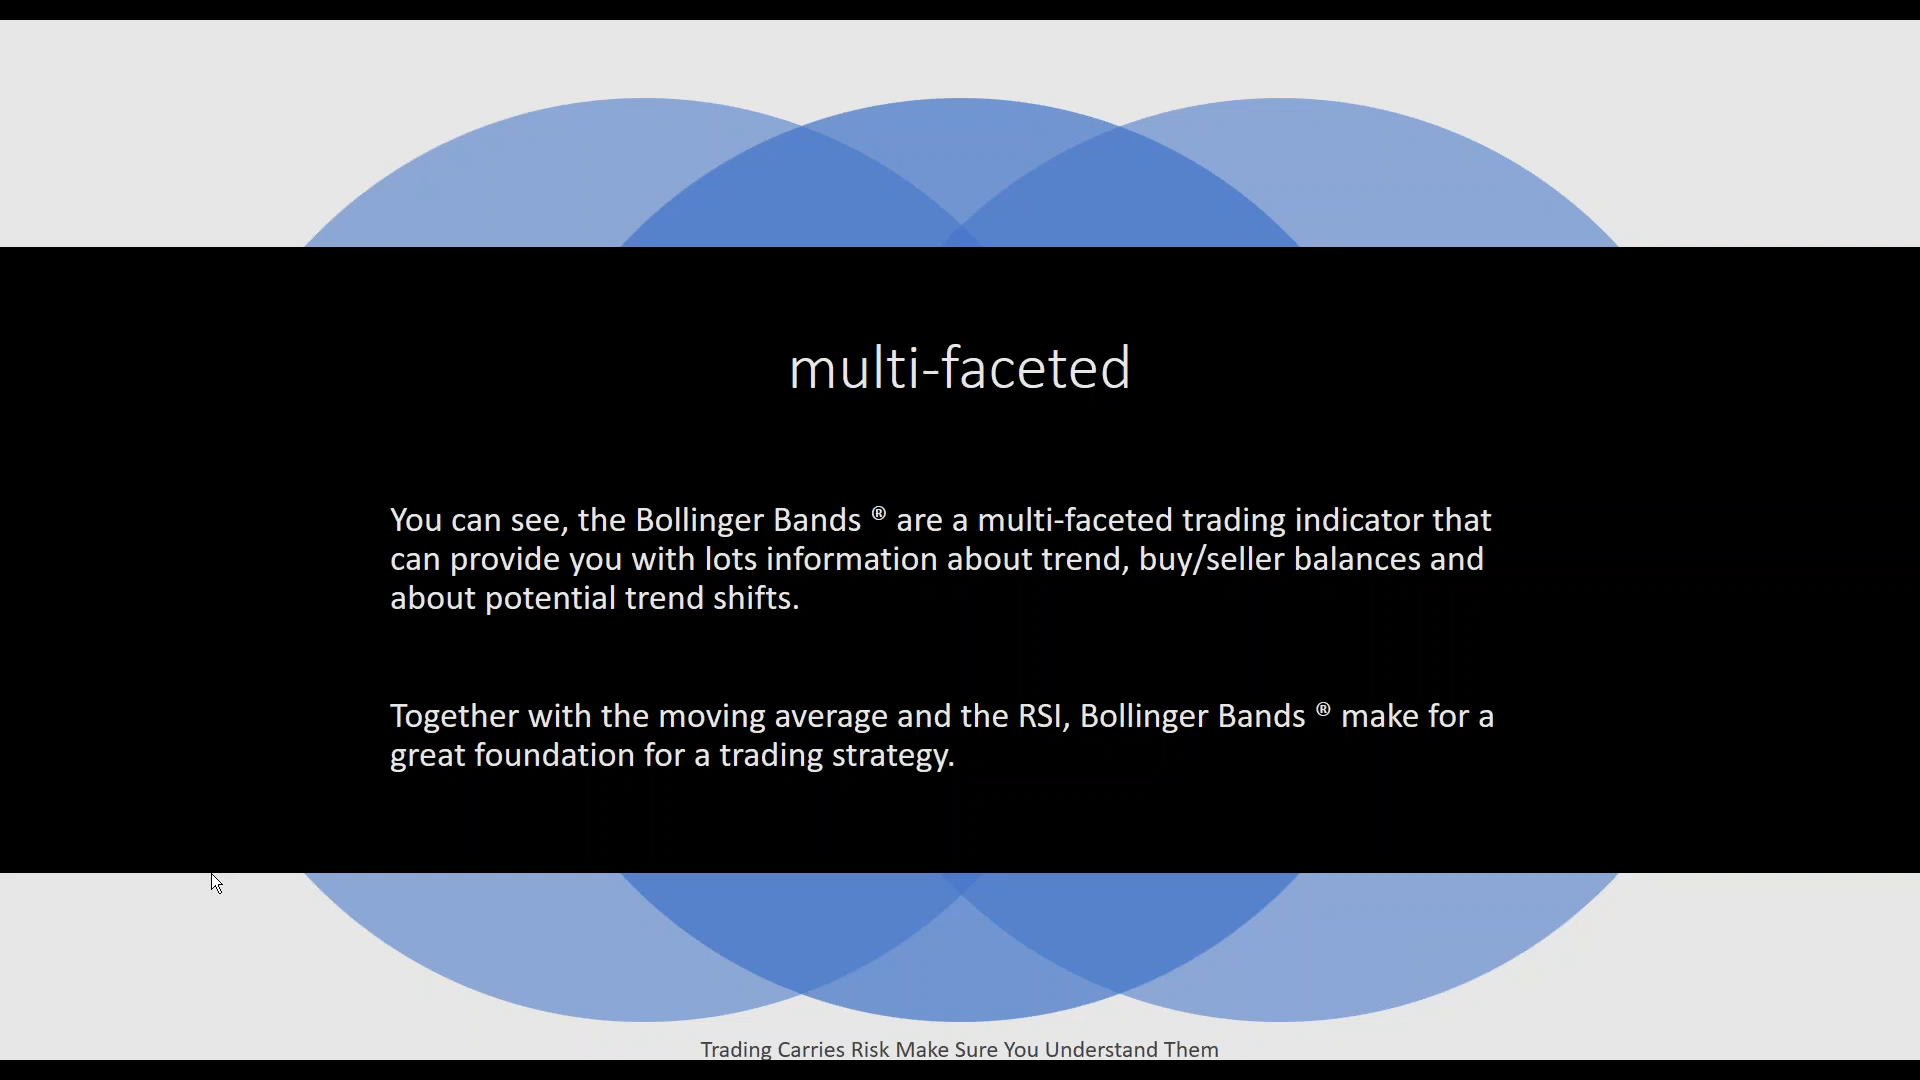 multi-faceted
You can see, the Bollinger Bands ® are a multi-faceted trading indicator that
can provide you with lots information about trend, buy/seller balances and
about potential trend shifts.
Together with the moving average and the RSI, Bollinger Bands ® make for a
great foundation for a trading strategy.
Trading Carries Risk Make Sure You Understand Them